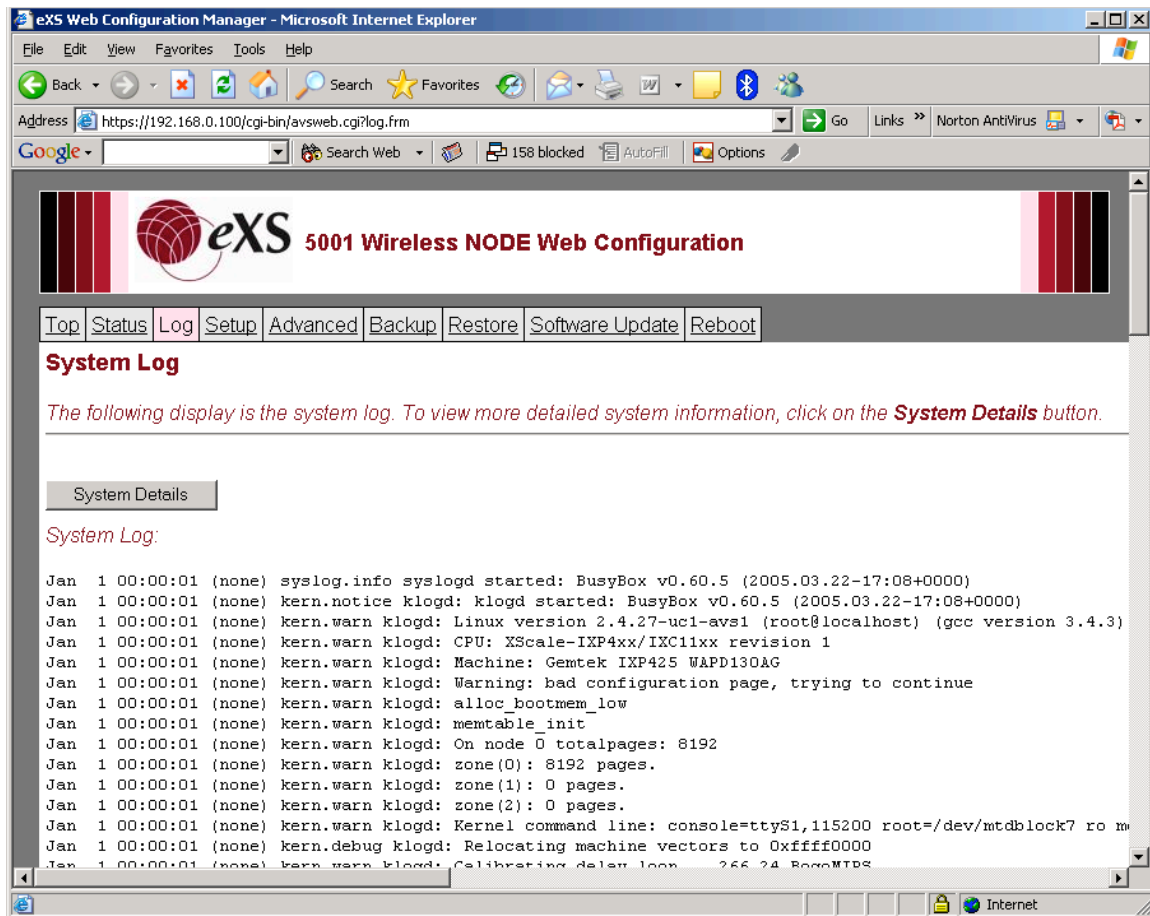 eXS Web Configuration Manager - Microsoft Internet Explorer
File Edit View Favorites Tools Help
Back Search Favorites
Address https://192.168.0.100/cgi-bin/avsweb.cgi?log.frm Go Links » Norton AntiVirus
Google Search Web 158 blocked AutoFill Options
eXS 5001 Wireless NODE Web Configuration
Top Status Log Setup Advanced Backup Restore Software Update Reboot
System Log
The following display is the system log. To view more detailed system information, click on the System Details button.
System Details
System Log:
Jan 1 00:00:01 (none) syslog.info syslogd started: BusyBox v0.60.5 (2005.03.22-17:08+0000)
Jan 1 00:00:01 (none) kern.notice klogd: klogd started: BusyBox v0.60.5 (2005.03.22-17:08+0000)
Jan 1 00:00:01 (none) kern.warn klogd: Linux version 2.4.27-uc1-avs1 (root@localhost) (gcc version 3.4.3)
Jan 1 00:00:01 (none) kern.warn klogd: CPU: XScale-IXP4xx/IXC11xx revision 1
Jan 1 00:00:01 (none) kern.warn klogd: Machine: Gemtek IXP425 WAPD130AG
Jan 1 00:00:01 (none) kern.warn klogd: Warning: bad configuration page, trying to continue
Jan 1 00:00:01 (none) kern.warn klogd: alloc_bootmem_low
Jan 1 00:00:01 (none) kern.warn klogd: memtable_init
Jan 1 00:00:01 (none) kern.warn klogd: On node 0 totalpages: 8192
Jan 1 00:00:01 (none) kern.warn klogd: zone(0): 8192 pages.
Jan 1 00:00:01 (none) kern.warn klogd: zone(1): 0 pages.
Jan 1 00:00:01 (none) kern.warn klogd: zone(2): 0 pages.
Jan 1 00:00:01 (none) kern.warn klogd: Kernel command line: console=ttyS1,115200 root=/dev/mtdblock7 ro
Jan 1 00:00:01 (none) kern.debug klogd: Relocating machine vectors to 0xffff0000
Jan 1 00:00:01 (none) kern.warn klogd: Calibrating delay loop... 266.24 BogoMIPS
Internet